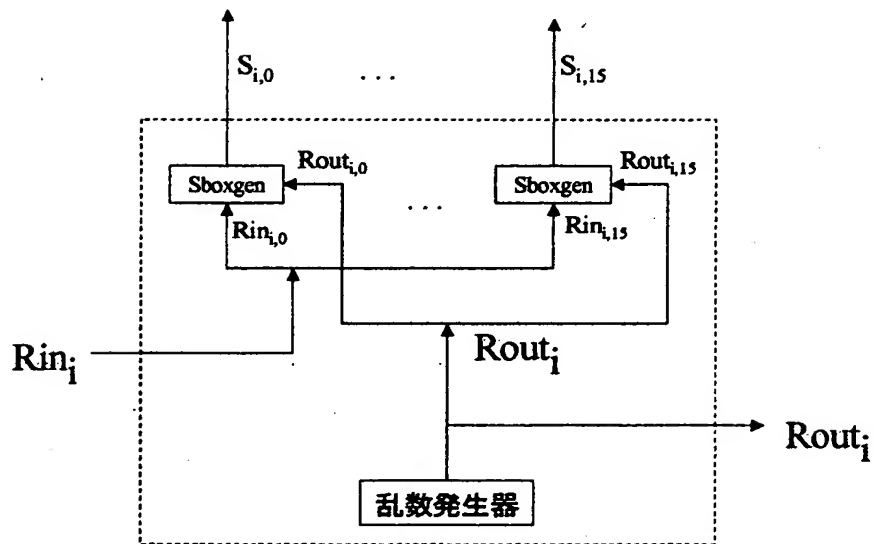 S_{i,0} ... S_{i,15}
Rout_{i,0} Rout_{i,15}
Sboxgen Sboxgen
...
Rin_{i,0} Rin_{i,15}
Rin_i Rout_i
Rout_i
乱数発生器